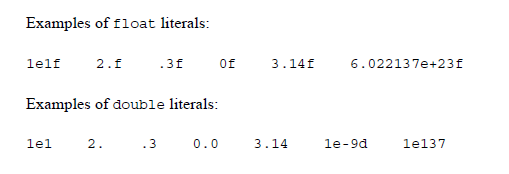 Examples of float literals:
1e1f 2.f .3f 0f 3.14f 6.022137e+23f
Examples of double literals:
1e1 2. .3 0.0 3.14 1e-9d 1e137